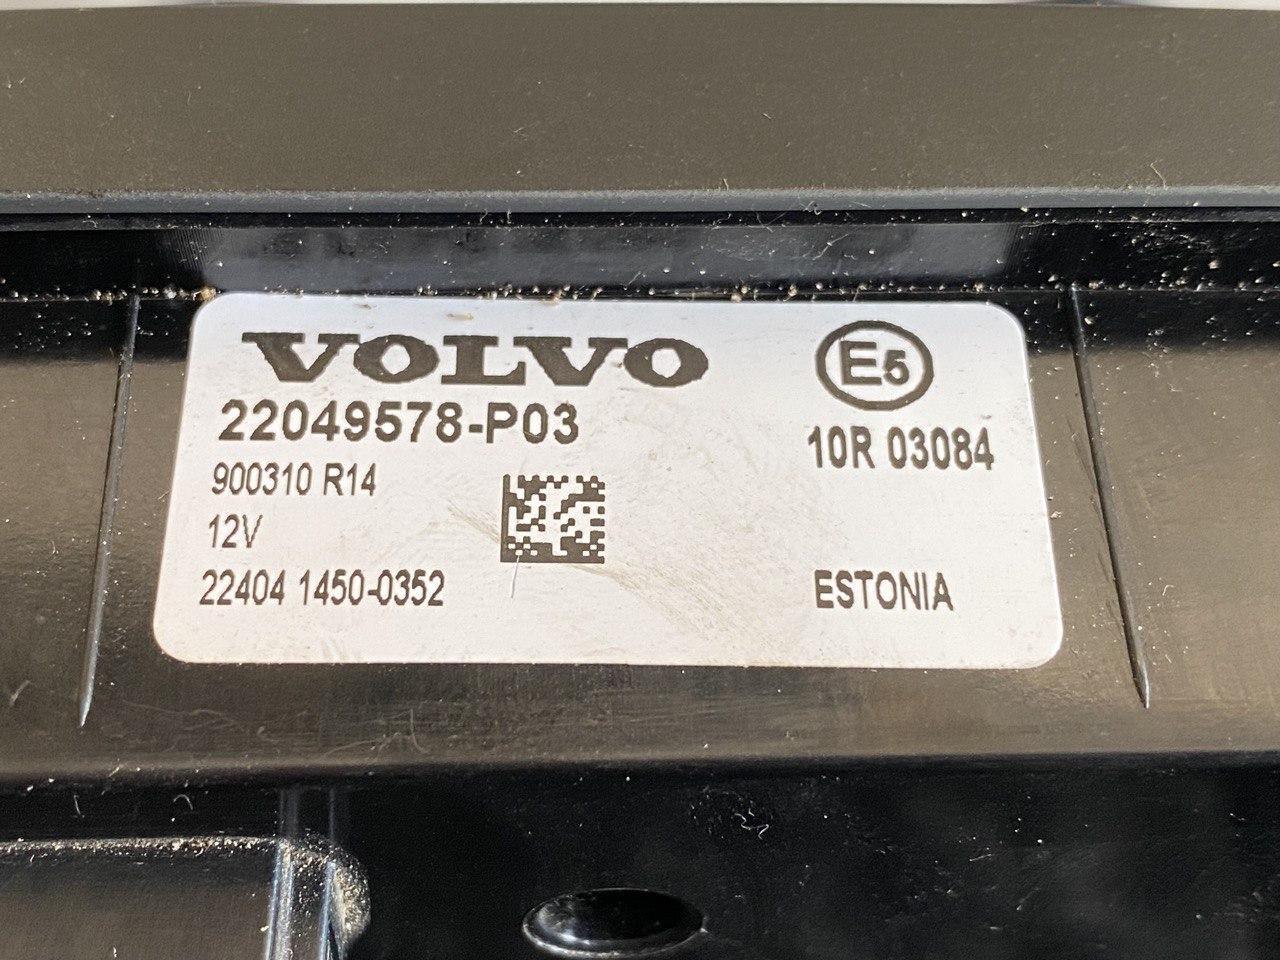 VOLVO
22049578-P03
900310 R14
12V
22404 1450-0352
E5
10R 03084
ESTONIA